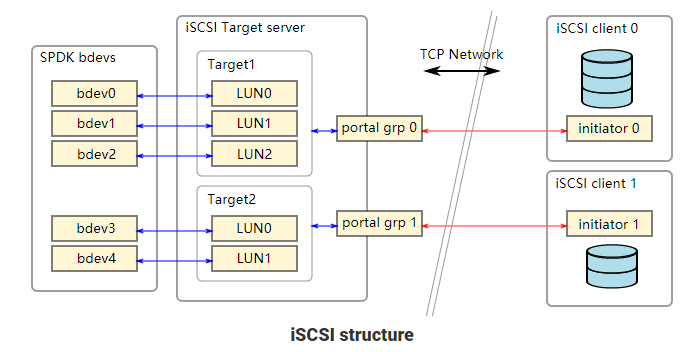 SPDK bdevs
bdev0
bdev1
bdev2
bdev3
bdev4
iSCSI Target server
Target1
LUN0
LUN1
LUN2
Target2
LUN0
LUN1
portal grp 0
portal grp 1
TCP Network
iSCSI client 0
initiator 0
iSCSI client 1
initiator 1
iSCSI structure